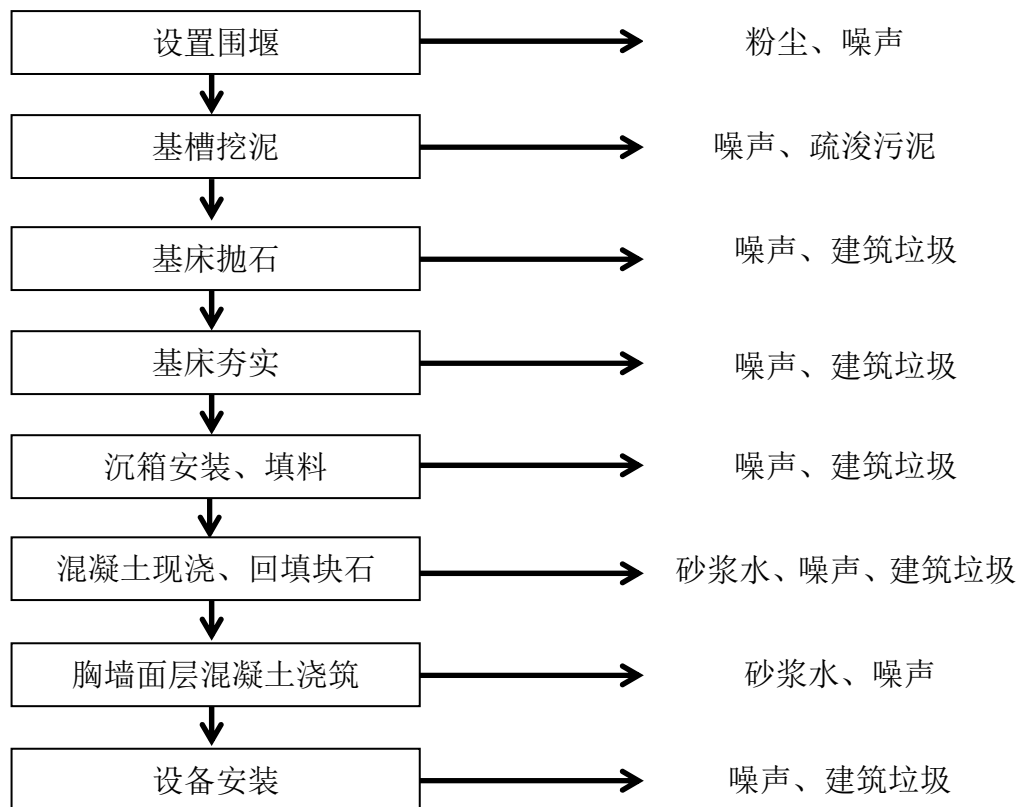 设置围堰
粉尘、噪声
基槽挖泥
噪声、疏浚污泥
基床抛石
噪声、建筑垃圾
基床夯实
噪声、建筑垃圾
沉箱安装、填料
噪声、建筑垃圾
混凝土现浇、回填块石
砂浆水、噪声、建筑垃圾
胸墙面层混凝土浇筑
砂浆水、噪声
设备安装
噪声、建筑垃圾